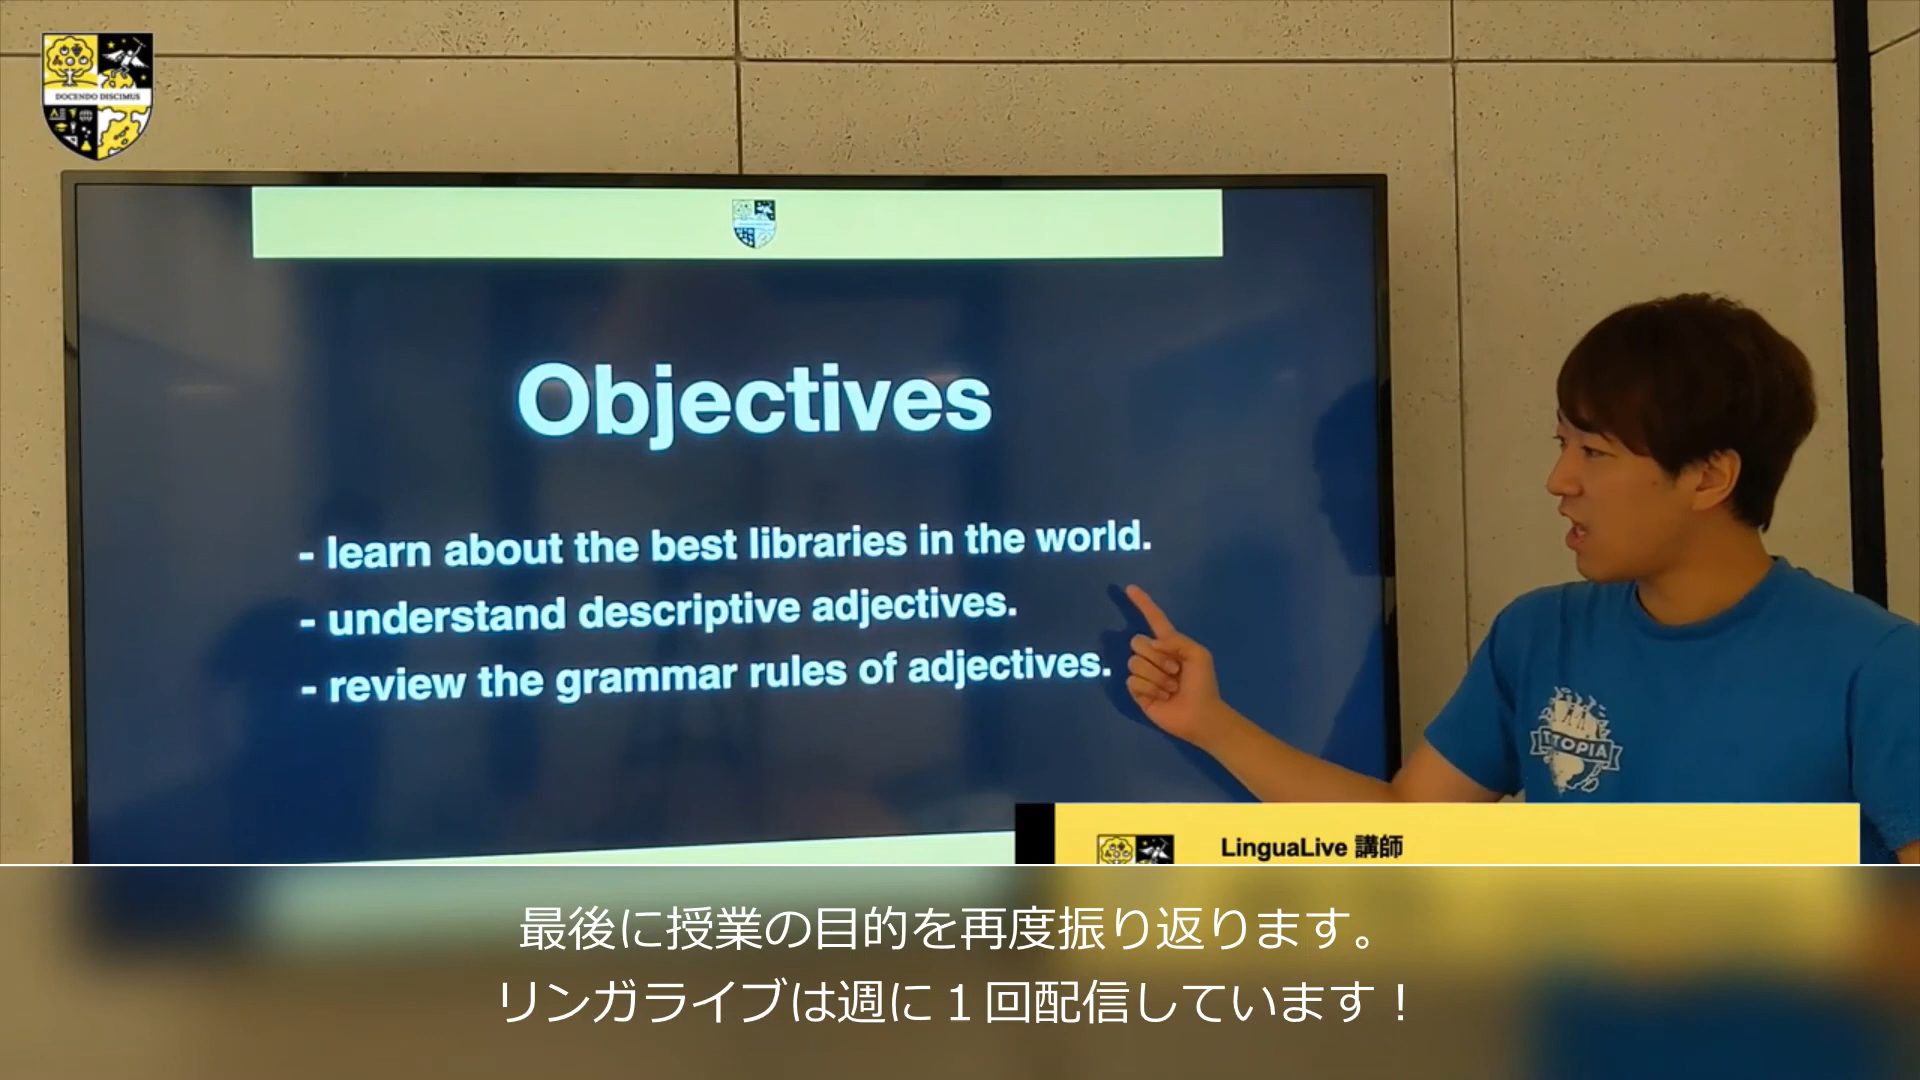 DOCENDO DISCIMUS
Objectives
- learn about the best libraries in the world.
- understand descriptive adjectives.
- review the grammar rules of adjectives.
TTOPIA
LinguaLive 講師
最後に授業の目的を再度振り返ります。
リンガライブは週に１回配信しています！